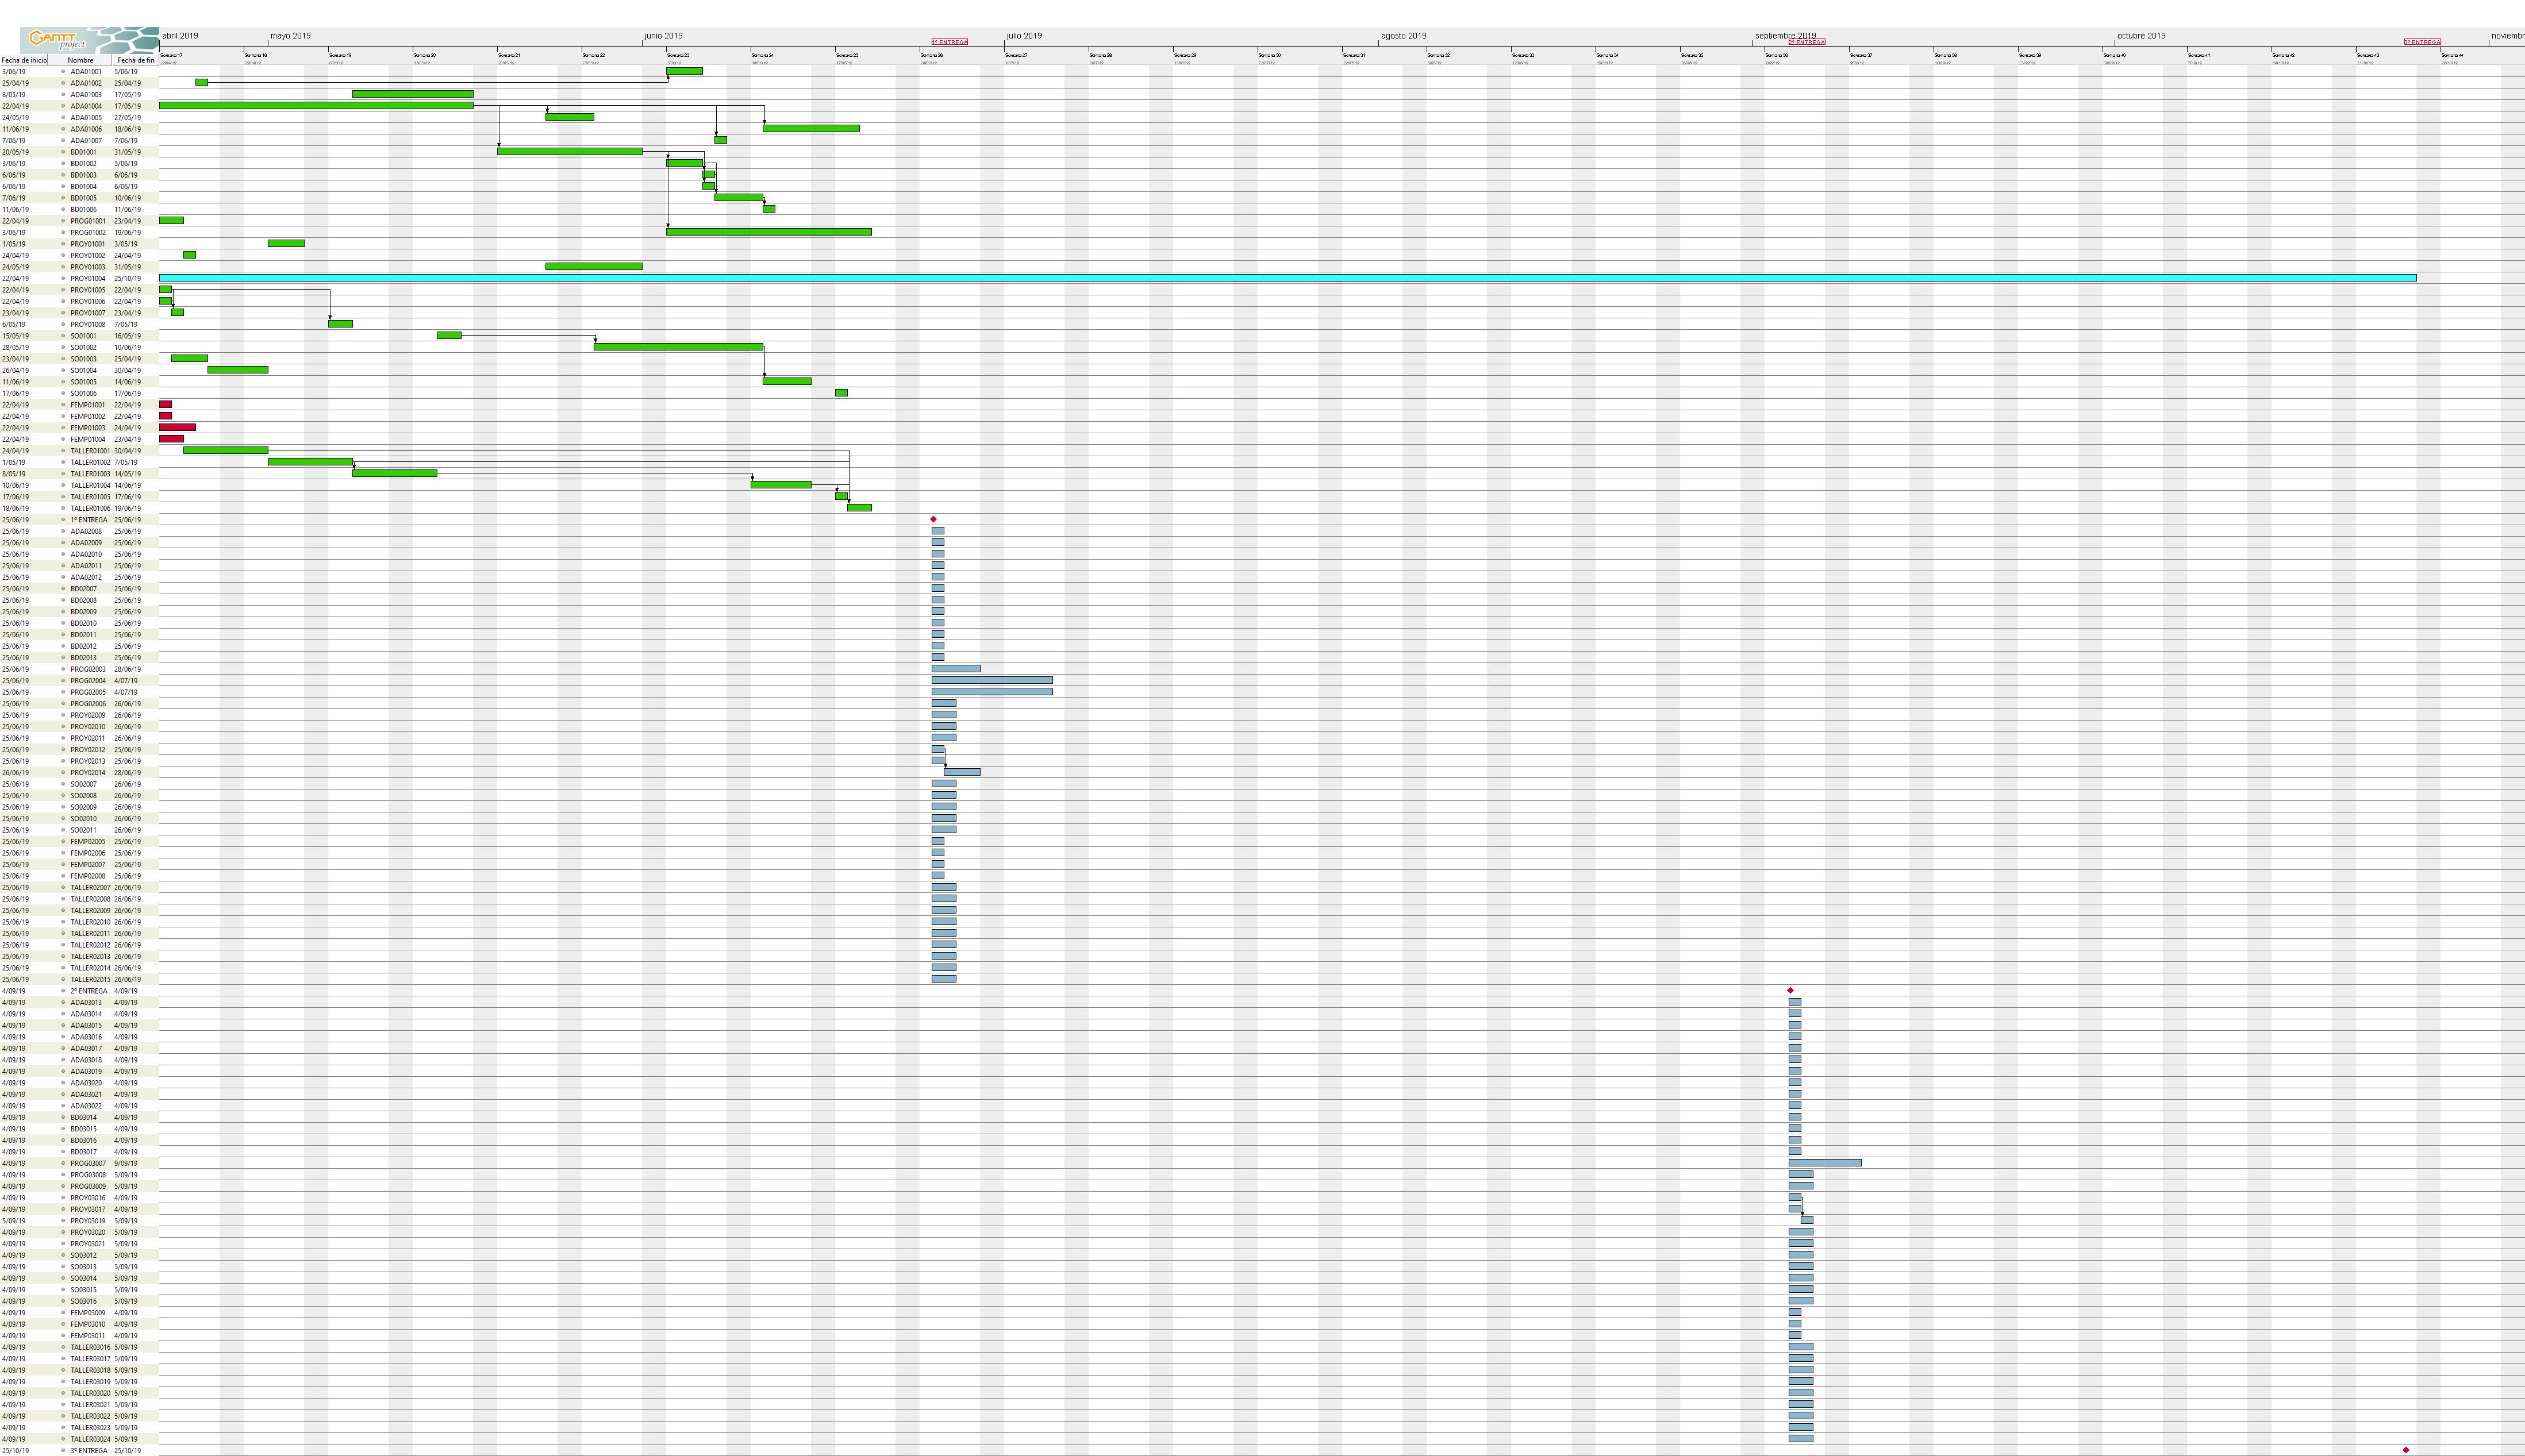 GANTT
project
abril 2019 mayo 2019 junio 2019 julio 2019 agosto 2019 septiembre 2019 octubre 2019
1º ENTREGA 2º ENTREGA 3º ENTREGA
Semana 17 Semana 18 Semana 19 Semana 20 Semana 21 Semana 22 Semana 23 Semana 24 Semana 25 Semana 26 Semana 27 Semana 28 Semana 29 Semana 30 Semana 31 Semana 32 Semana 33 Semana 34 Semana 35 Semana 36 Semana 37 Semana 38 Semana 39 Semana 40 Semana 41 Semana 42 Semana 43 Semana 44
Fecha de inicio Nombre Fecha de fin
3/06/19 ADA01001 5/06/19
25/04/19 ADA01002 25/04/19
8/05/19 ADA01003 17/05/19
22/04/19 ADA01004 17/05/19
24/05/19 ADA01005 27/05/19
11/06/19 ADA01006 18/06/19
7/06/19 ADA01007 7/06/19
20/05/19 BD01001 31/05/19
3/06/19 BD01002 5/06/19
6/06/19 BD01003 6/06/19
6/06/19 BD01004 6/06/19
7/06/19 BD01005 10/06/19
11/06/19 BD01006 11/06/19
22/04/19 PROG01001 23/04/19
3/06/19 PROG01002 19/06/19
1/05/19 PROY01001 3/05/19
24/04/19 PROY01002 24/04/19
24/05/19 PROY01003 31/05/19
22/04/19 PROY01004 25/10/19
22/04/19 PROY01005 22/04/19
22/04/19 PROY01006 22/04/19
23/04/19 PROY01007 23/04/19
6/05/19 PROY01008 7/05/19
15/05/19 SO01001 16/05/19
28/05/19 SO01002 10/06/19
23/04/19 SO01003 25/04/19
26/04/19 SO01004 30/04/19
11/06/19 SO01005 14/06/19
17/06/19 SO01006 17/06/19
22/04/19 FEMP01001 22/04/19
22/04/19 FEMP01002 22/04/19
22/04/19 FEMP01003 24/04/19
22/04/19 FEMP01004 23/04/19
24/04/19 TALLER01001 30/04/19
1/05/19 TALLER01002 7/05/19
8/05/19 TALLER01003 14/05/19
10/06/19 TALLER01004 14/06/19
17/06/19 TALLER01005 17/06/19
18/06/19 TALLER01006 19/06/19
25/06/19 1º ENTREGA 25/06/19
25/06/19 ADA02008 25/06/19
25/06/19 ADA02009 25/06/19
25/06/19 ADA02010 25/06/19
25/06/19 ADA02011 25/06/19
25/06/19 ADA02012 25/06/19
25/06/19 BD02007 25/06/19
25/06/19 BD02008 25/06/19
25/06/19 BD02009 25/06/19
25/06/19 BD02010 25/06/19
25/06/19 BD02011 25/06/19
25/06/19 BD02012 25/06/19
25/06/19 BD02013 25/06/19
25/06/19 PROG02003 28/06/19
25/06/19 PROG02004 4/07/19
25/06/19 PROG02005 4/07/19
25/06/19 PROG02006 26/06/19
25/06/19 PROY02009 26/06/19
25/06/19 PROY02010 26/06/19
25/06/19 PROY02011 26/06/19
25/06/19 PROY02012 25/06/19
25/06/19 PROY02013 25/06/19
26/06/19 PROY02014 28/06/19
25/06/19 SO02007 26/06/19
25/06/19 SO02008 26/06/19
25/06/19 SO02009 26/06/19
25/06/19 SO02010 26/06/19
25/06/19 SO02011 26/06/19
25/06/19 FEMP02005 25/06/19
25/06/19 FEMP02006 25/06/19
25/06/19 FEMP02007 25/06/19
25/06/19 FEMP02008 25/06/19
25/06/19 TALLER02007 26/06/19
25/06/19 TALLER02008 26/06/19
25/06/19 TALLER02009 26/06/19
25/06/19 TALLER02010 26/06/19
25/06/19 TALLER02011 26/06/19
25/06/19 TALLER02012 26/06/19
25/06/19 TALLER02013 26/06/19
25/06/19 TALLER02014 26/06/19
25/06/19 TALLER02015 26/06/19
4/09/19 2º ENTREGA 4/09/19
4/09/19 ADA03013 4/09/19
4/09/19 ADA03014 4/09/19
4/09/19 ADA03015 4/09/19
4/09/19 ADA03016 4/09/19
4/09/19 ADA03017 4/09/19
4/09/19 ADA03018 4/09/19
4/09/19 ADA03019 4/09/19
4/09/19 ADA03020 4/09/19
4/09/19 ADA03021 4/09/19
4/09/19 ADA03022 4/09/19
4/09/19 BD03014 4/09/19
4/09/19 BD03015 4/09/19
4/09/19 BD03016 4/09/19
4/09/19 BD03017 4/09/19
4/09/19 PROG03007 9/09/19
4/09/19 PROG03008 5/09/19
4/09/19 PROG03009 5/09/19
4/09/19 PROY03016 4/09/19
4/09/19 PROY03017 4/09/19
5/09/19 PROY03019 5/09/19
4/09/19 PROY03020 5/09/19
4/09/19 PROY03021 5/09/19
4/09/19 SO03012 5/09/19
4/09/19 SO03013 5/09/19
4/09/19 SO03014 5/09/19
4/09/19 SO03015 5/09/19
4/09/19 SO03016 5/09/19
4/09/19 FEMP03009 4/09/19
4/09/19 FEMP03010 4/09/19
4/09/19 FEMP03011 4/09/19
4/09/19 TALLER03016 5/09/19
4/09/19 TALLER03017 5/09/19
4/09/19 TALLER03018 5/09/19
4/09/19 TALLER03019 5/09/19
4/09/19 TALLER03020 5/09/19
4/09/19 TALLER03021 5/09/19
4/09/19 TALLER03022 5/09/19
4/09/19 TALLER03023 5/09/19
4/09/19 TALLER03024 5/09/19
25/10/19 3º ENTREGA 25/10/19